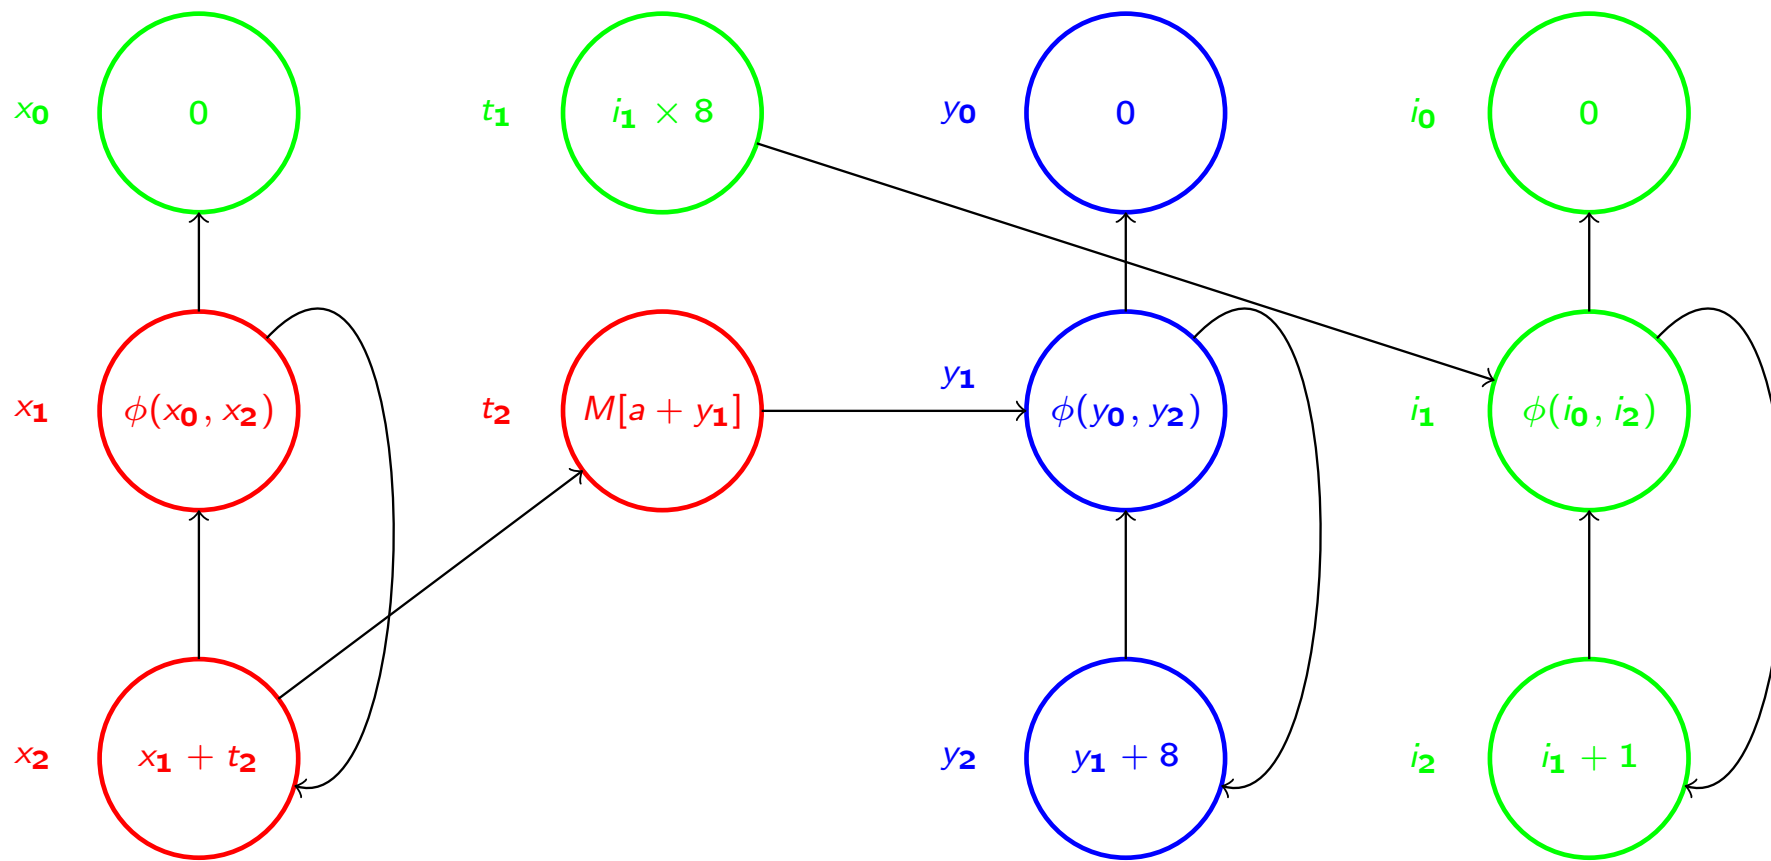 x₀ 0 t₁ i₁ × 8 y₀ 0 i₀ 0
x₁ ϕ(x₀, x₂) t₂ M[a + y₁] y₁ ϕ(y₀, y₂) i₁ ϕ(i₀, i₂)
x₂ x₁ + t₂ y₂ y₁ + 8 i₂ i₁ + 1